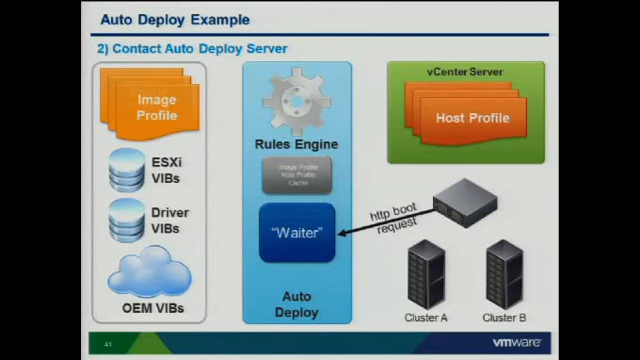 Auto Deploy Example
2) Contact Auto Deploy Server
Image
Profile
ESXi
VIBs
Driver
VIBs
OEM VIBs
Rules Engine
Image Profile
Host Profile
Cache
"Waiter"
Auto
Deploy
vCenter Server
Host Profile
http boot
request
Cluster A
Cluster B
41
vmware